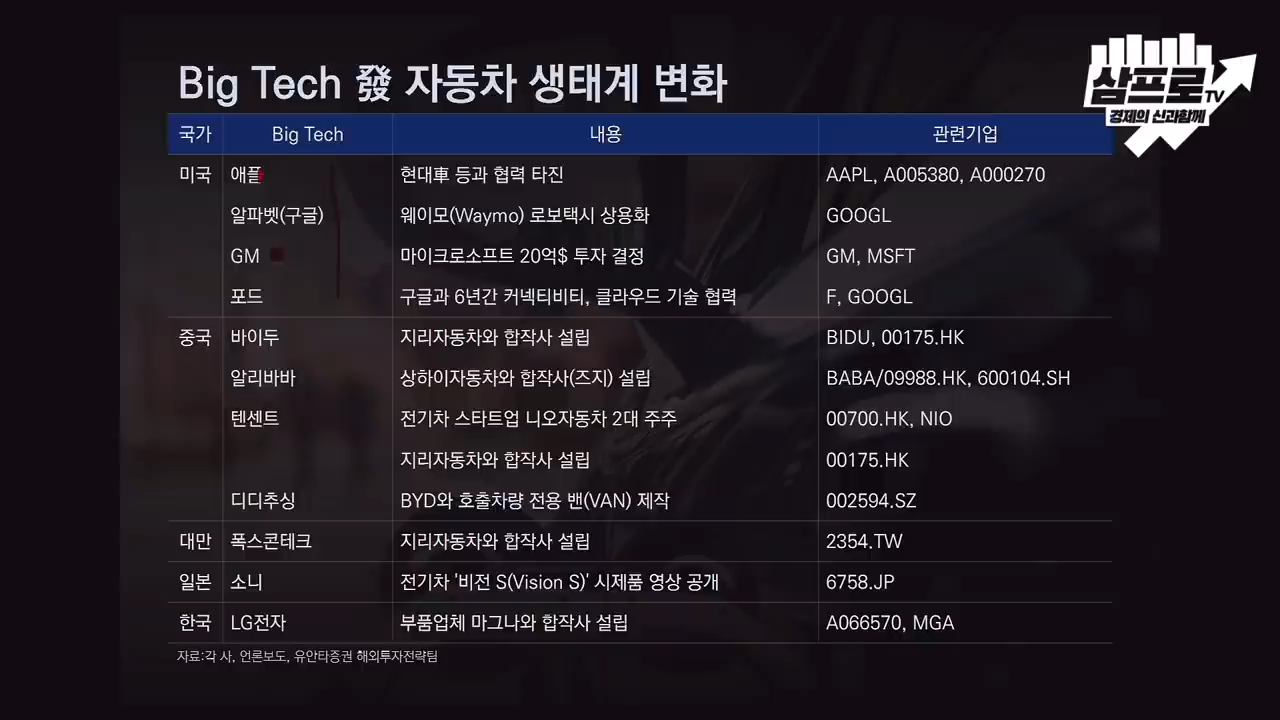 Big Tech 發 자동차 생태계 변화
삼프로TV
경제의 신과함께
국가 Big Tech 내용 관련기업
미국 애플 현대車 등과 협력 타진 AAPL, A005380, A000270
알파벳(구글) 웨이모(Waymo) 로보택시 상용화 GOOGL
GM 마이크로소프트 20억$ 투자 결정 GM, MSFT
포드 구글과 6년간 커넥티비티, 클라우드 기술 협력 F, GOOGL
중국 바이두 지리자동차와 합작사 설립 BIDU, 00175.HK
알리바바 상하이자동차와 합작사(즈지) 설립 BABA/09988.HK, 600104.SH
텐센트 전기차 스타트업 니오자동차 2대 주주 00700.HK, NIO
지리자동차와 합작사 설립 00175.HK
디디추싱 BYD와 호출차량 전용 밴(VAN) 제작 002594.SZ
대만 폭스콘테크 지리자동차와 합작사 설립 2354.TW
일본 소니 전기차 '비전 S(Vision S)' 시제품 영상 공개 6758.JP
한국 LG전자 부품업체 마그나와 합작사 설립 A066570, MGA
자료:각 사, 언론보도, 유안타증권 해외투자전략팀